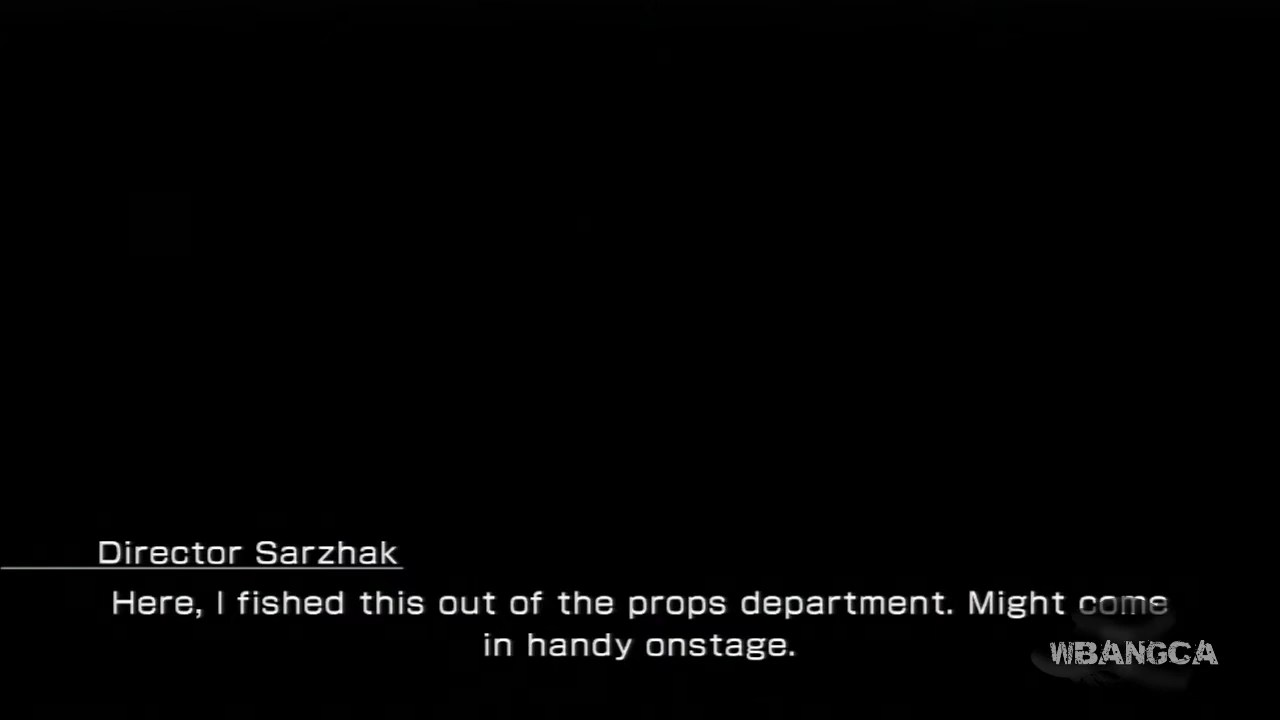 Director Sarzhak
Here, I fished this out of the props department. Might come
in handy onstage.
WBANGCA